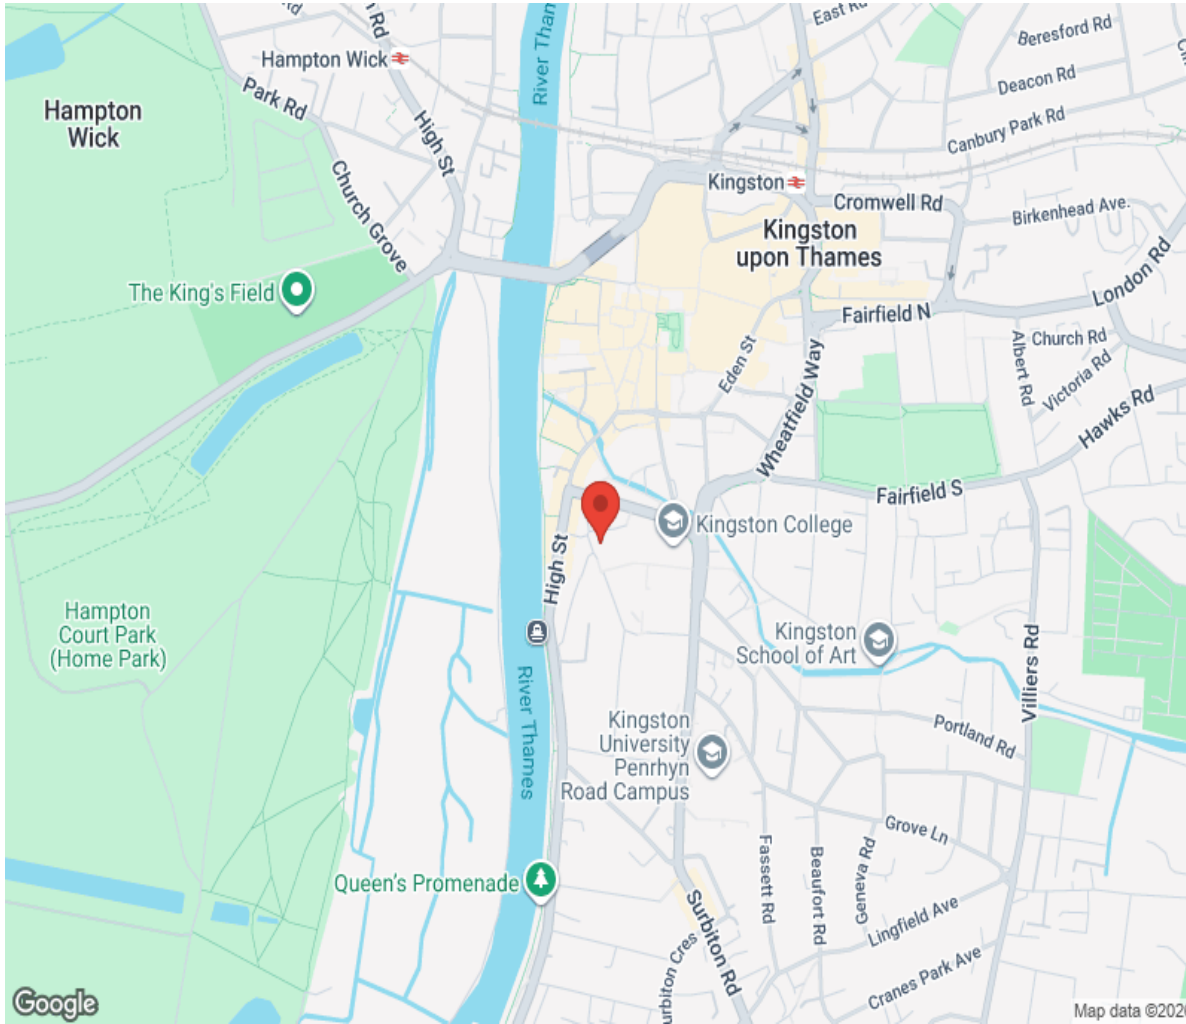 East Rd
Beresford Rd
River Tham
Hampton Wick
Deacon Rd
Park Rd
Hampton
Wick
High St
Canbury Park Rd
Church Grove
Kingston
Cromwell Rd
Birkenhead Ave.
Kingston
upon Thames
London Rd
The King's Field
Fairfield N
Church Rd
Albert Rd
Victoria Rd
Eden St
Wheatfield Way
Hawks Rd
Fairfield S
Kingston College
High St
Hampton
Court Park
(Home Park)
Kingston
School of Art
Villiers Rd
River Thames
Kingston
University
Penrhyn
Road Campus
Portland Rd
Grove Ln
Fassett Rd
Beaufort Rd
Geneva Rd
Queen's Promenade
Surbiton Rd
Lingfield Ave
urbiton Cres
Cranes Park Ave
Google
Map data ©2026